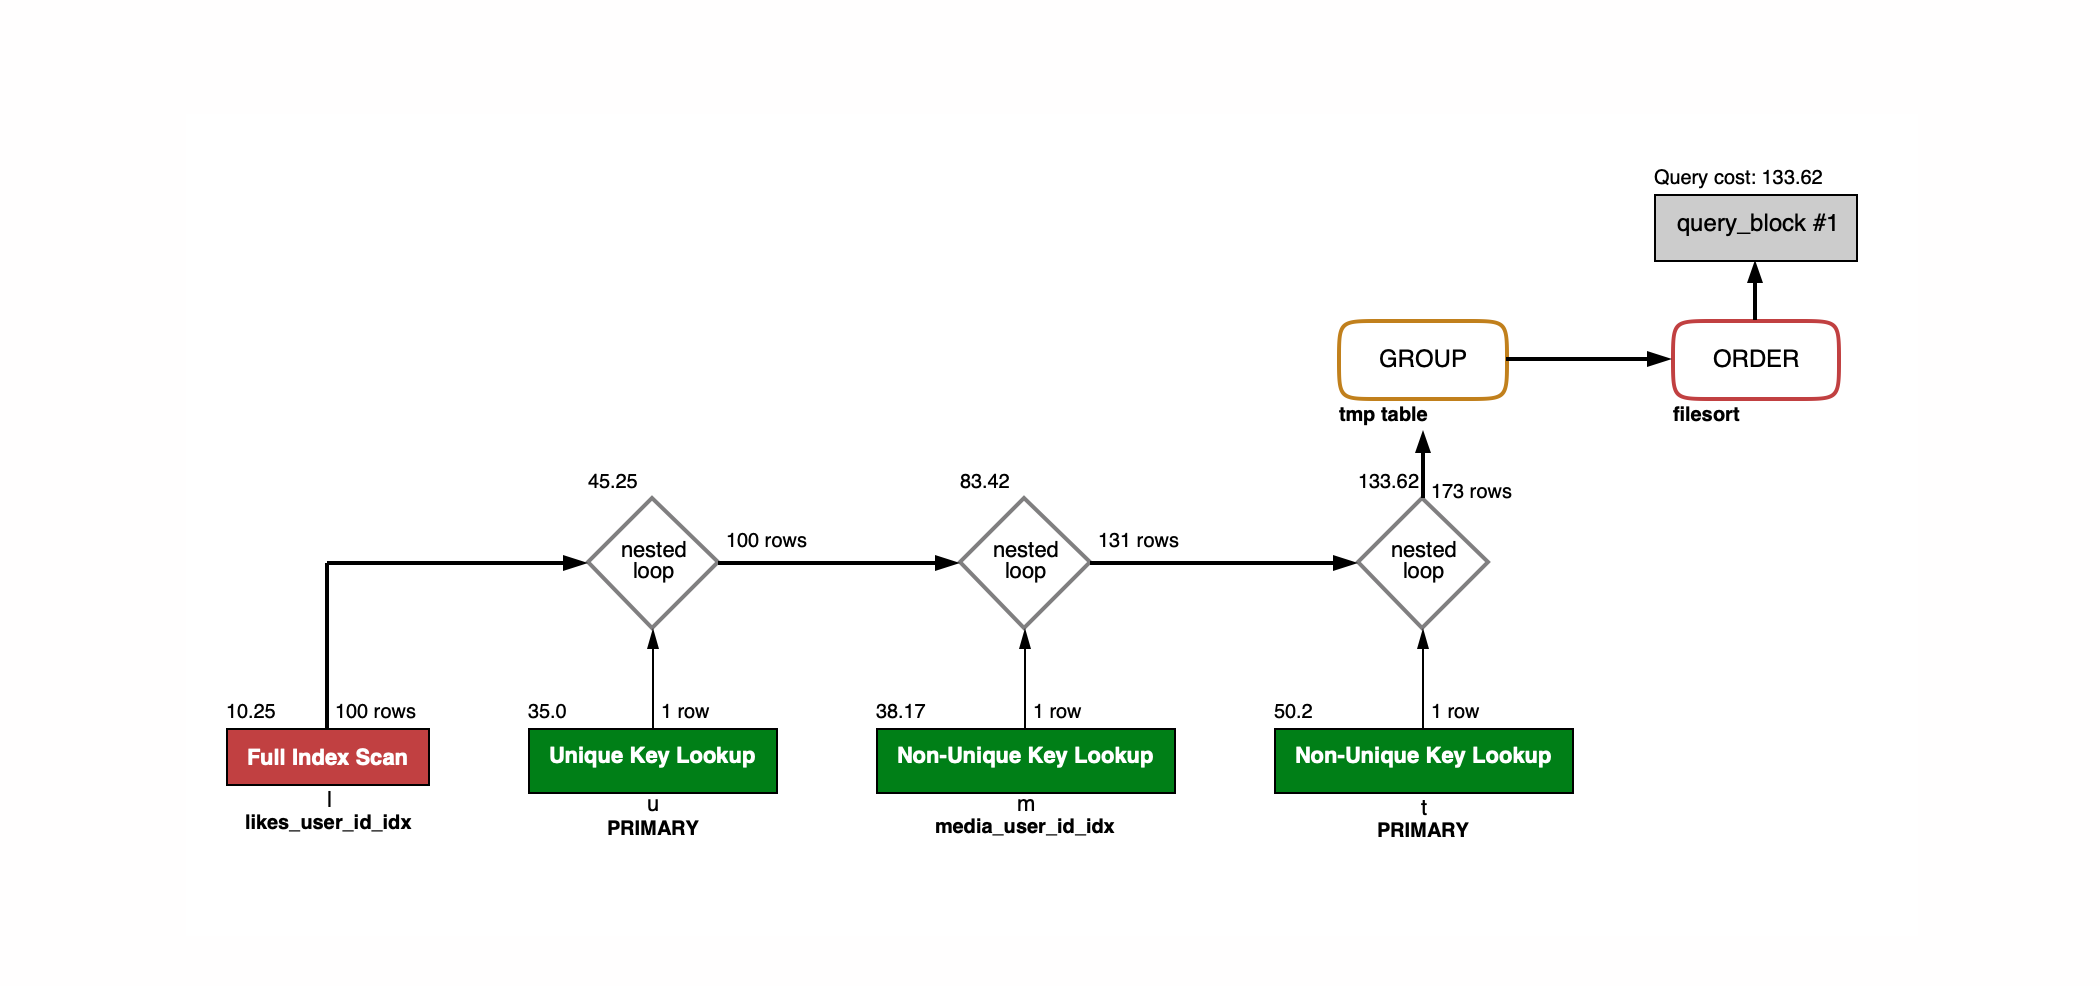 Query cost: 133.62
query_block #1
GROUP
ORDER
tmp table
filesort
45.25
83.42
133.62
173 rows
nested
loop
100 rows
nested
loop
131 rows
nested
loop
10.25
100 rows
35.0
1 row
38.17
1 row
50.2
1 row
Full Index Scan
Unique Key Lookup
Non-Unique Key Lookup
Non-Unique Key Lookup
l
likes_user_id_idx
u
PRIMARY
m
media_user_id_idx
t
PRIMARY